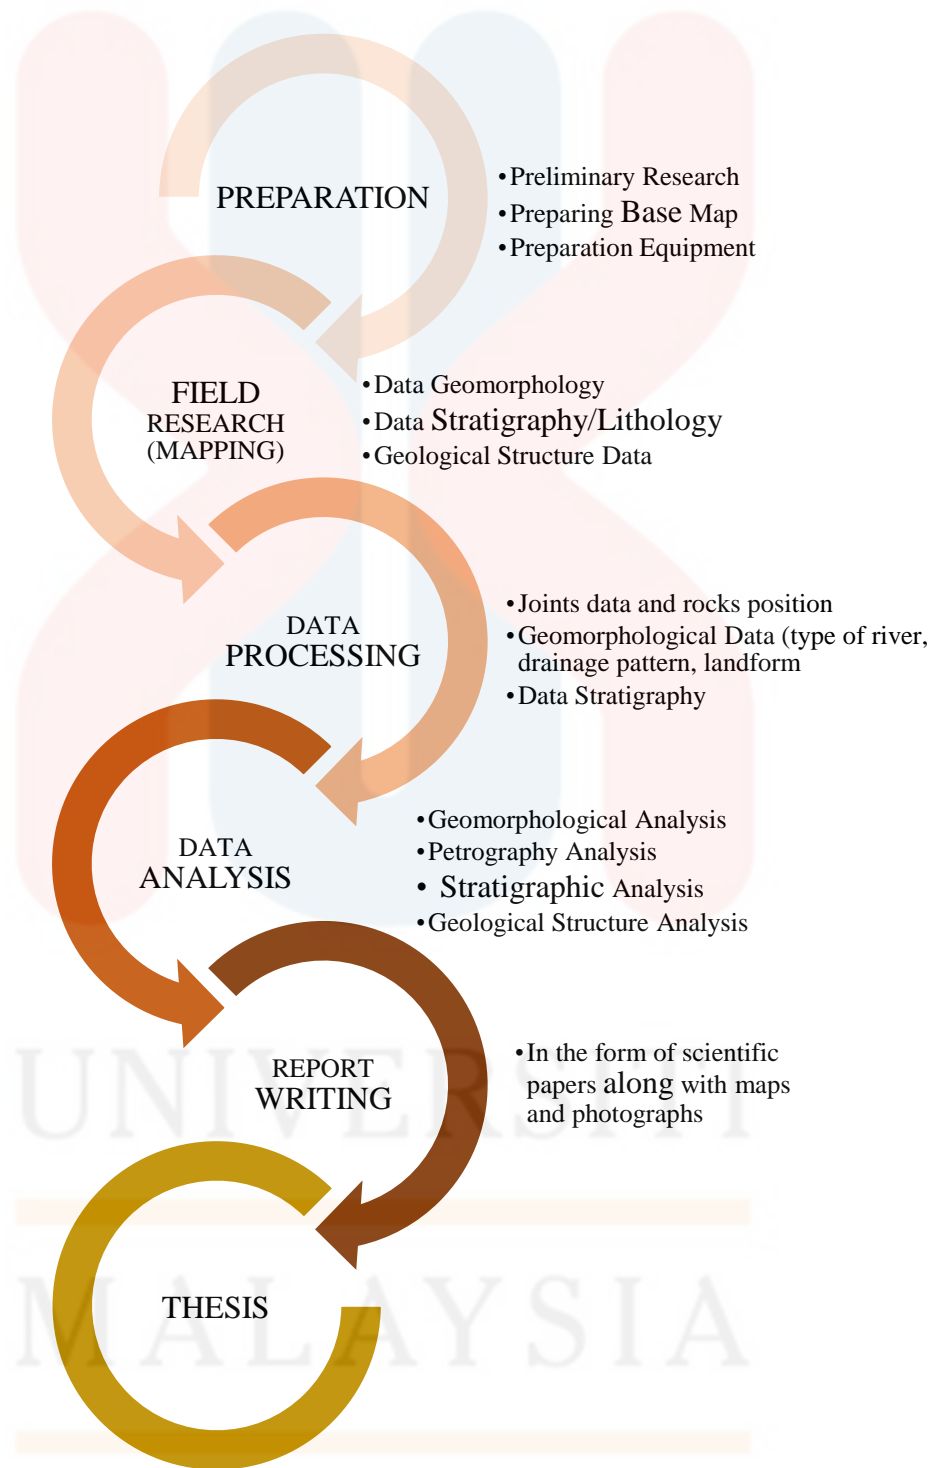 PREPARATION
•Preliminary Research
•Preparing Base Map
•Preparation Equipment
FIELD
RESEARCH
(MAPPING)
•Data Geomorphology
•Data Stratigraphy/Lithology
•Geological Structure Data
DATA
PROCESSING
•Joints data and rocks position
•Geomorphological Data (type of river,
drainage pattern, landform
•Data Stratigraphy
DATA
ANALYSIS
•Geomorphological Analysis
•Petrography Analysis
• Stratigraphic Analysis
•Geological Structure Analysis
REPORT
WRITING
•In the form of scientific
papers along with maps
and photographs
UNIVERSITI
THESIS
MALAYSIA